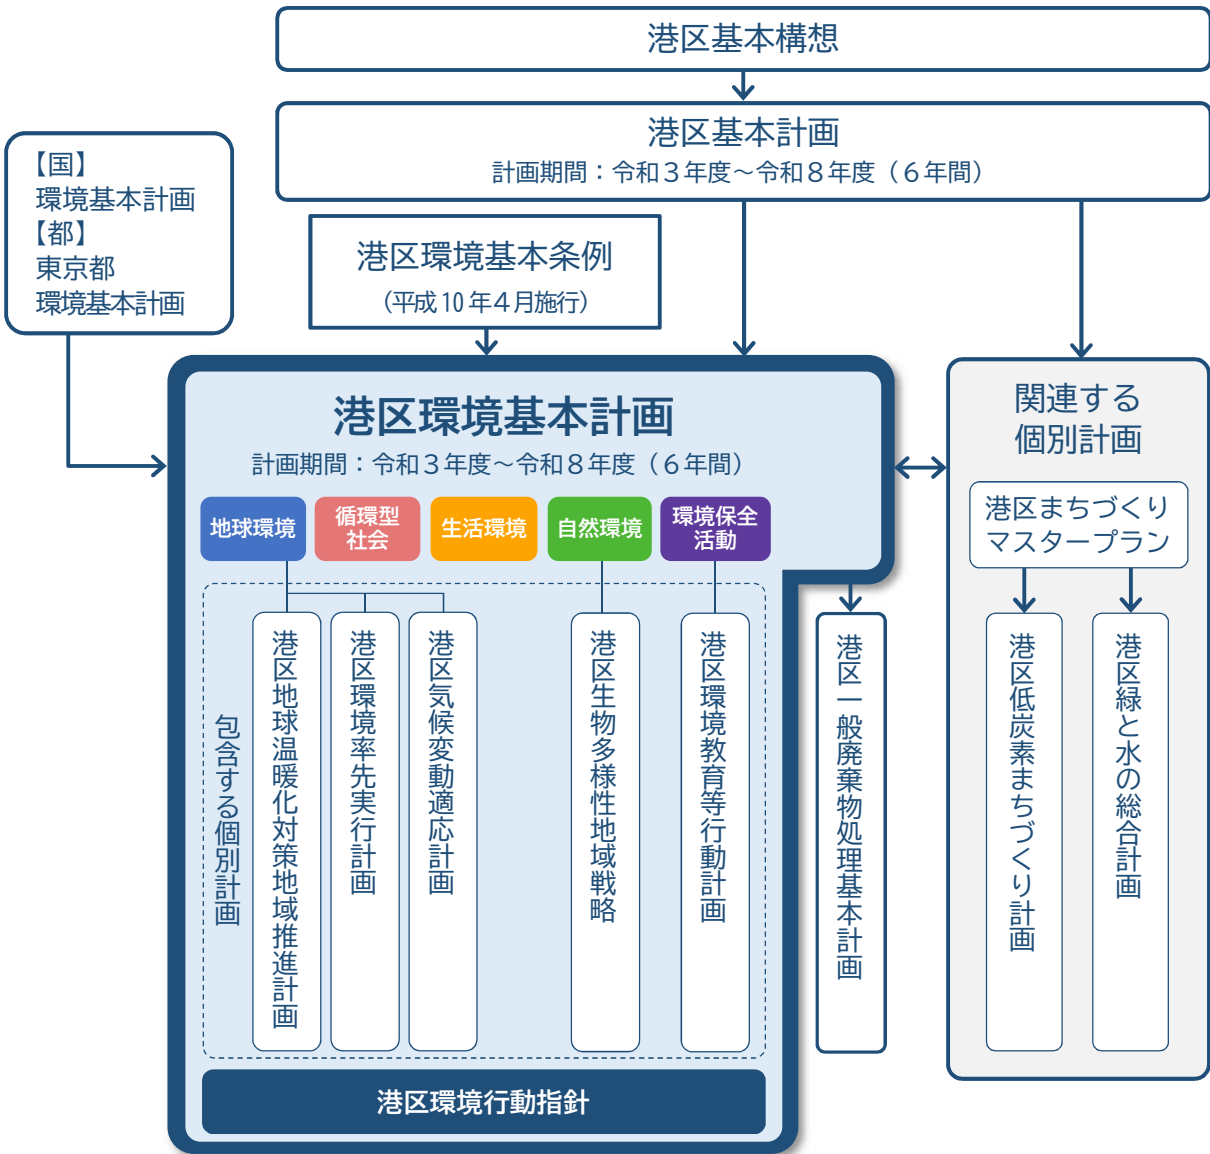 港区基本構想
港区基本計画
計画期間：令和３年度～令和８年度（６年間）
【国】
環境基本計画
【都】
東京都
環境基本計画
港区環境基本条例
（平成10年４月施行）
港区環境基本計画
計画期間：令和３年度～令和８年度（６年間）
地球環境
循環型
社会
生活環境
自然環境
環境保全
活動
包含する個別計画
港区地球温暖化対策地域推進計画
港区環境率先実行計画
港区気候変動適応計画
港区生物多様性地域戦略
港区環境教育等行動計画
港区環境行動指針
港区一般廃棄物処理基本計画
関連する
個別計画
港区まちづくり
マスタープラン
港区低炭素まちづくり計画
港区緑と水の総合計画